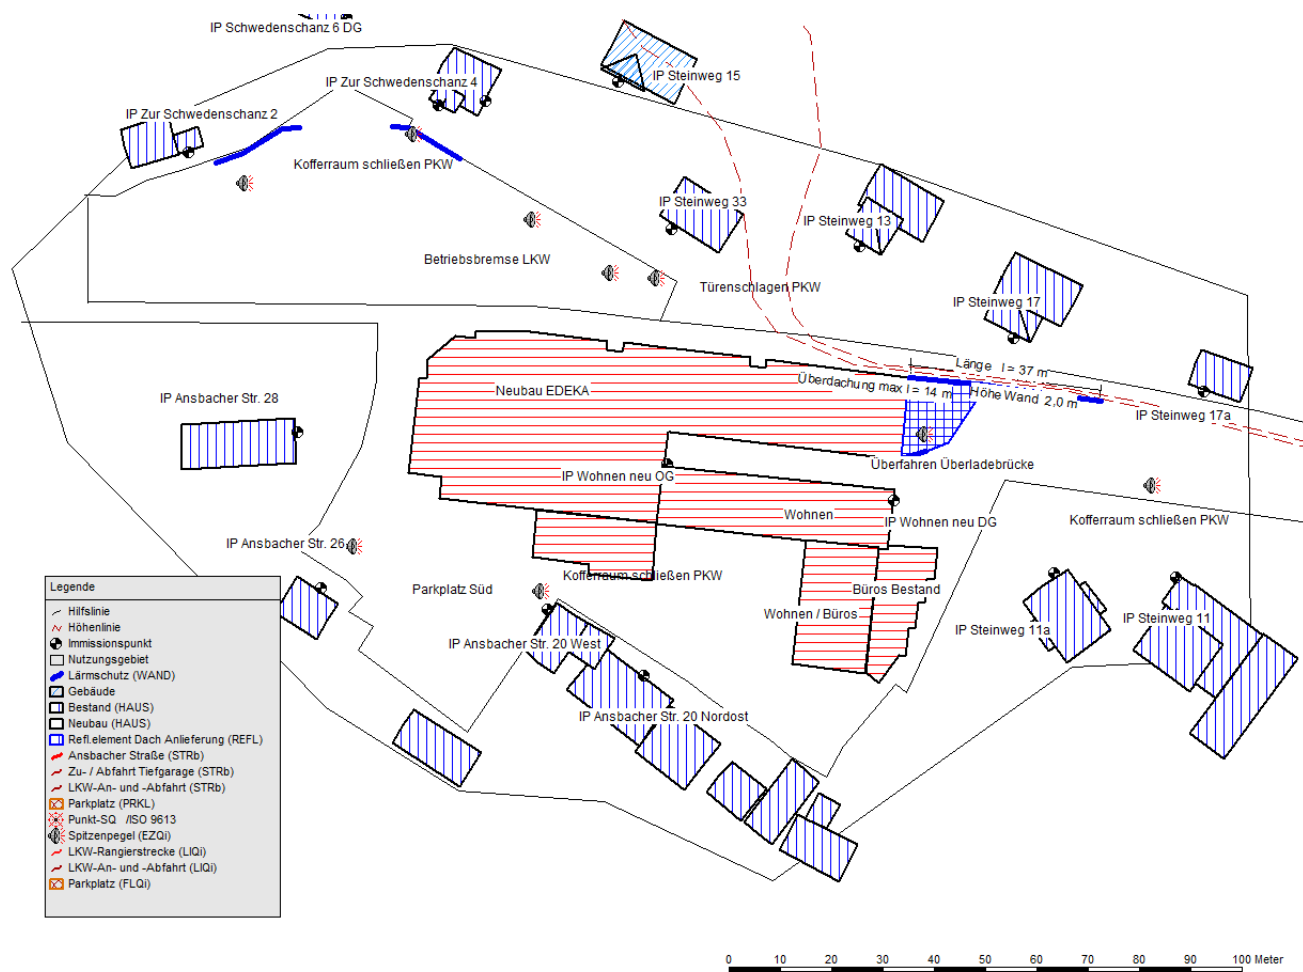 IP Schwedenschanz 6 DG
IP Steinweg 15
IP Zur Schwedenschanz 4
IP Zur Schwedenschanz 2
Kofferraum schließen PKW
IP Steinweg 33
IP Steinweg 13
Betriebsbremse LKW
Türenschlagen PKW
IP Steinweg 17
Länge l = 37 m
Überdachung max l = 14 m
Höhe Wand 2,0 m
Neubau EDEKA
IP Ansbacher Str. 28
IP Steinweg 17a
Überfahren Überladebrücke
IP Wohnen neu OG
Wohnen
IP Wohnen neu DG
Kofferraum schließen PKW
IP Ansbacher Str. 26
Kofferraum schließen PKW
Parkplatz Süd
Büros Bestand
Wohnen / Büros
IP Steinweg 11a
IP Steinweg 11
IP Ansbacher Str. 20 West
IP Ansbacher Str. 20 Nordost
Legende
Hilfslinie
Höhenlinie
Immissionspunkt
Nutzungsgebiet
Lärmschutz (WAND)
Gebäude
Bestand (HAUS)
Neubau (HAUS)
Refl.element Dach Anlieferung (REFL)
Ansbacher Straße (STRb)
Zu- / Abfahrt Tiefgarage (STRb)
LKW-An- und -Abfahrt (STRb)
Parkplatz (PRKL)
Punkt-SQ /ISO 9613
Spitzenpegel (EZQi)
LKW-Rangierstrecke (LIQi)
LKW-An- und -Abfahrt (LIQi)
Parkplatz (FLQi)
0 10 20 30 40 50 60 70 80 90 100 Meter